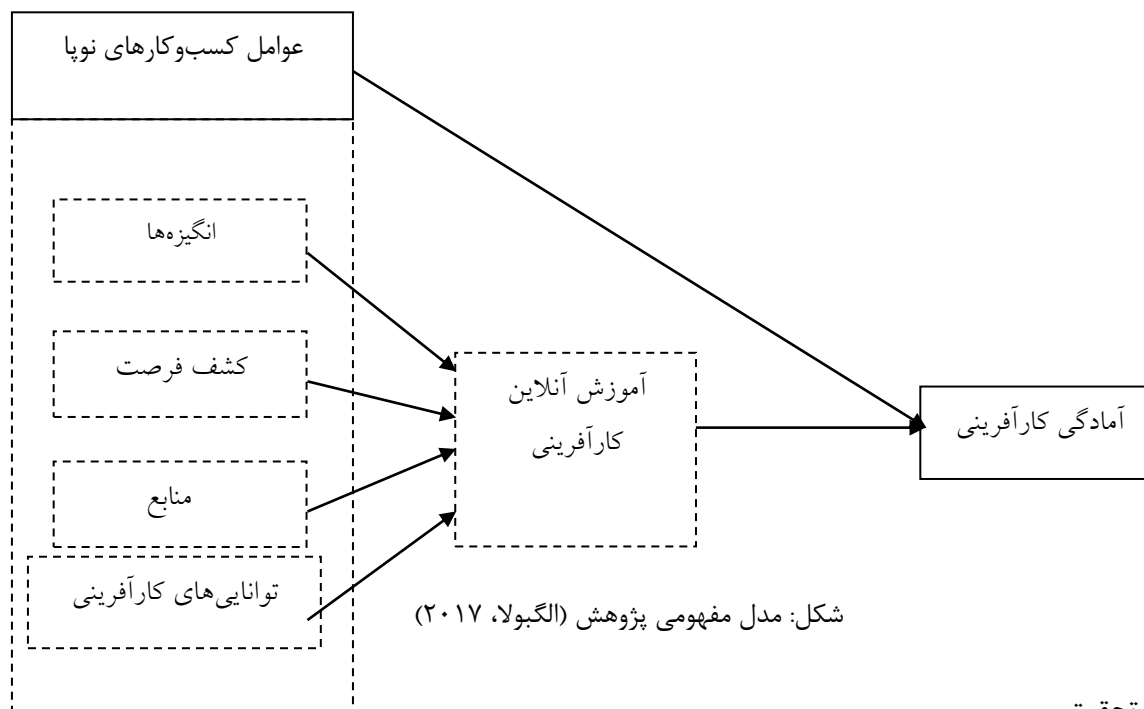 عوامل کسب‌وکارهای نوپا
انگیزه‌ها
کشف فرصت
منابع
توانایی‌های کارآفرینی
آموزش آنلاین
کارآفرینی
آمادگی کارآفرینی
شکل: مدل مفهومی پژوهش (الگبولا، ۲۰۱۷)